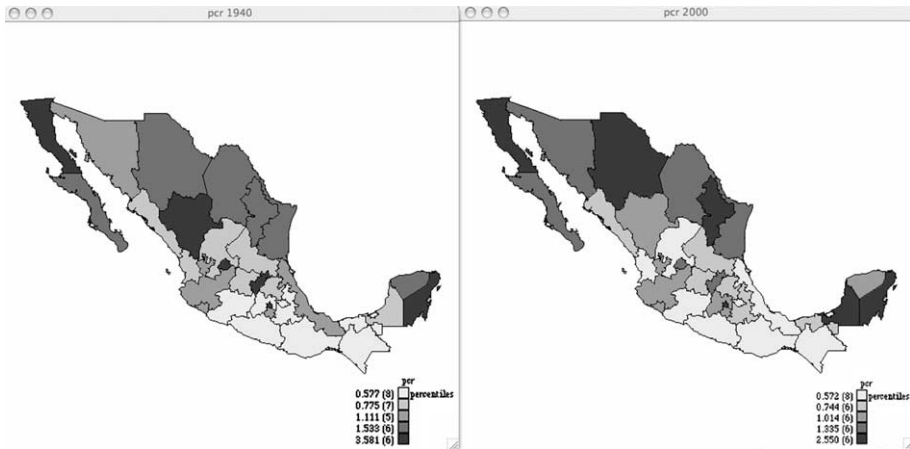 pcr 1940
pcr
0.577 (8) percentiles
0.775 (7)
1.111 (5)
1.533 (6)
3.581 (6)
pcr 2000
pcr
0.572 (8) percentiles
0.744 (6)
1.014 (6)
1.335 (6)
2.550 (6)